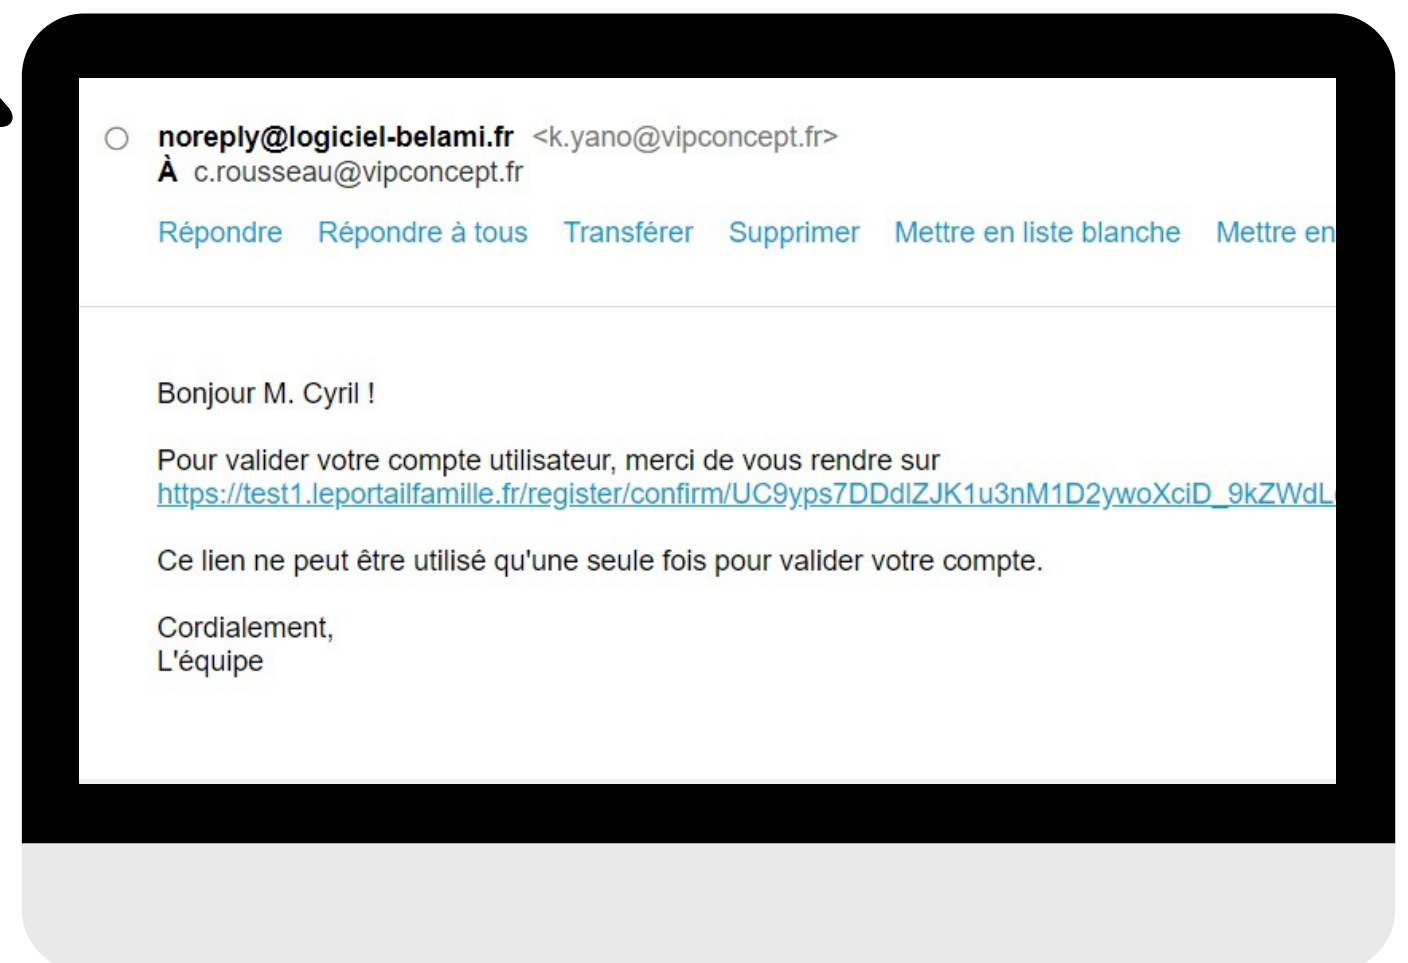 noreply@logiciel-belami.fr <k.yano@vipconcept.fr>
À c.rousseau@vipconcept.fr
Répondre Répondre à tous Transférer Supprimer Mettre en liste blanche Mettre en
Bonjour M. Cyril !
Pour valider votre compte utilisateur, merci de vous rendre sur
https://test1.leportailfamille.fr/register/confirm/UC9yps7DDdlZJK1u3nM1D2ywoXciD_9kZWdL
Ce lien ne peut être utilisé qu'une seule fois pour valider votre compte.
Cordialement,
L'équipe